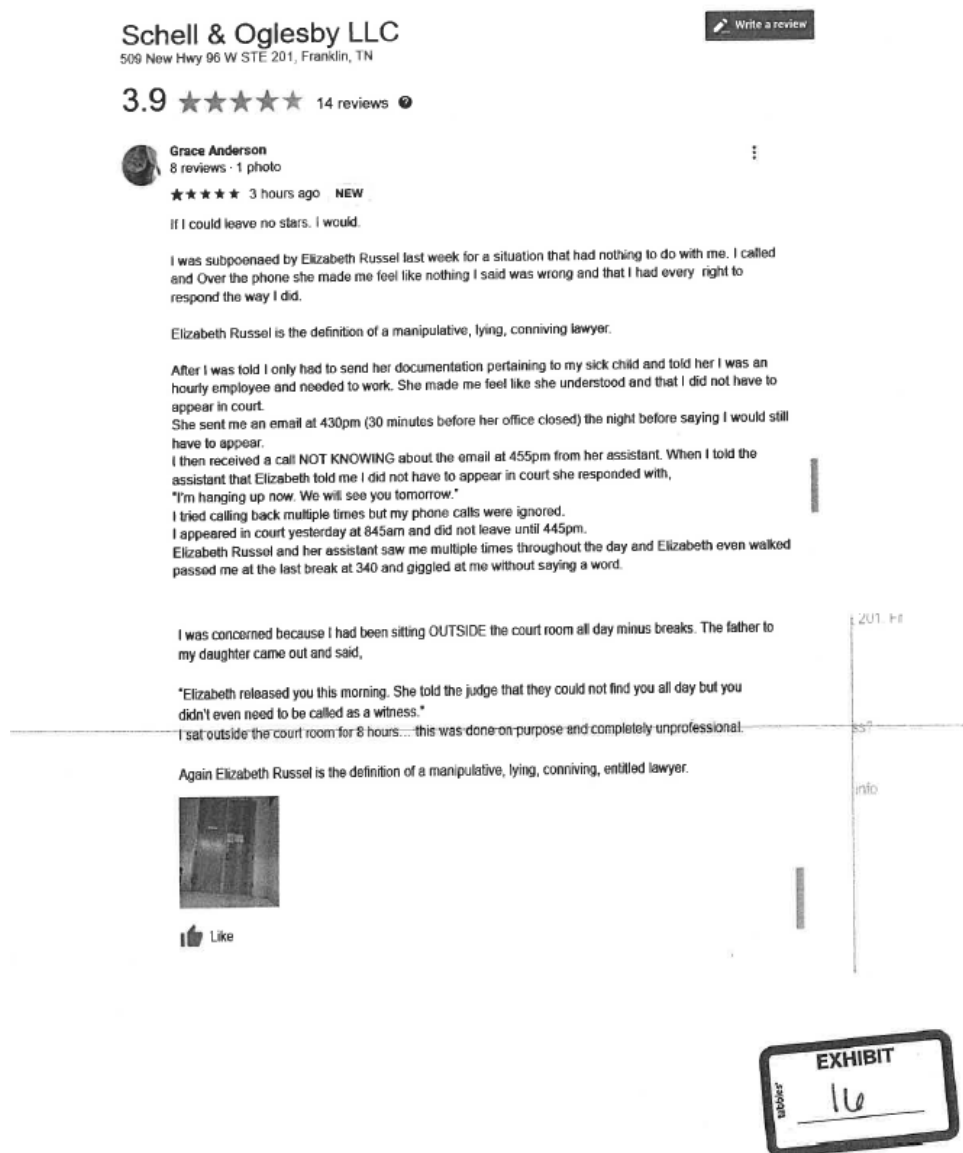 Schell & Oglesby LLC
Write a review
509 New Hwy 96 W STE 201, Franklin, TN
3.9 ★★★★★ 14 reviews
Grace Anderson
8 reviews · 1 photo
★★★★★ 3 hours ago NEW
If I could leave no stars. I would.
I was subpoenaed by Elizabeth Russel last week for a situation that had nothing to do with me. I called
and Over the phone she made me feel like nothing I said was wrong and that I had every right to
respond the way I did.
Elizabeth Russel is the definition of a manipulative, lying, conniving lawyer.
After I was told I only had to send her documentation pertaining to my sick child and told her I was an
hourly employee and needed to work. She made me feel like she understood and that I did not have to
appear in court.
She sent me an email at 430pm (30 minutes before her office closed) the night before saying I would still
have to appear.
I then received a call NOT KNOWING about the email at 455pm from her assistant. When I told the
assistant that Elizabeth told me I did not have to appear in court she responded with,
"I'm hanging up now. We will see you tomorrow."
I tried calling back multiple times but my phone calls were ignored.
I appeared in court yesterday at 845am and did not leave until 445pm.
Elizabeth Russel and her assistant saw me multiple times throughout the day and Elizabeth even walked
passed me at the last break at 340 and giggled at me without saying a word.
I was concerned because I had been sitting OUTSIDE the court room all day minus breaks. The father to
my daughter came out and said,
"Elizabeth released you this morning. She told the judge that they could not find you all day but you
didn't even need to be called as a witness."
I sat outside the court room for 8 hours... this was done on purpose and completely unprofessional.
Again Elizabeth Russel is the definition of a manipulative, lying, conniving, entitled lawyer.
Like
201. Fr
ss?
info
EXHIBIT
16
tabbies'